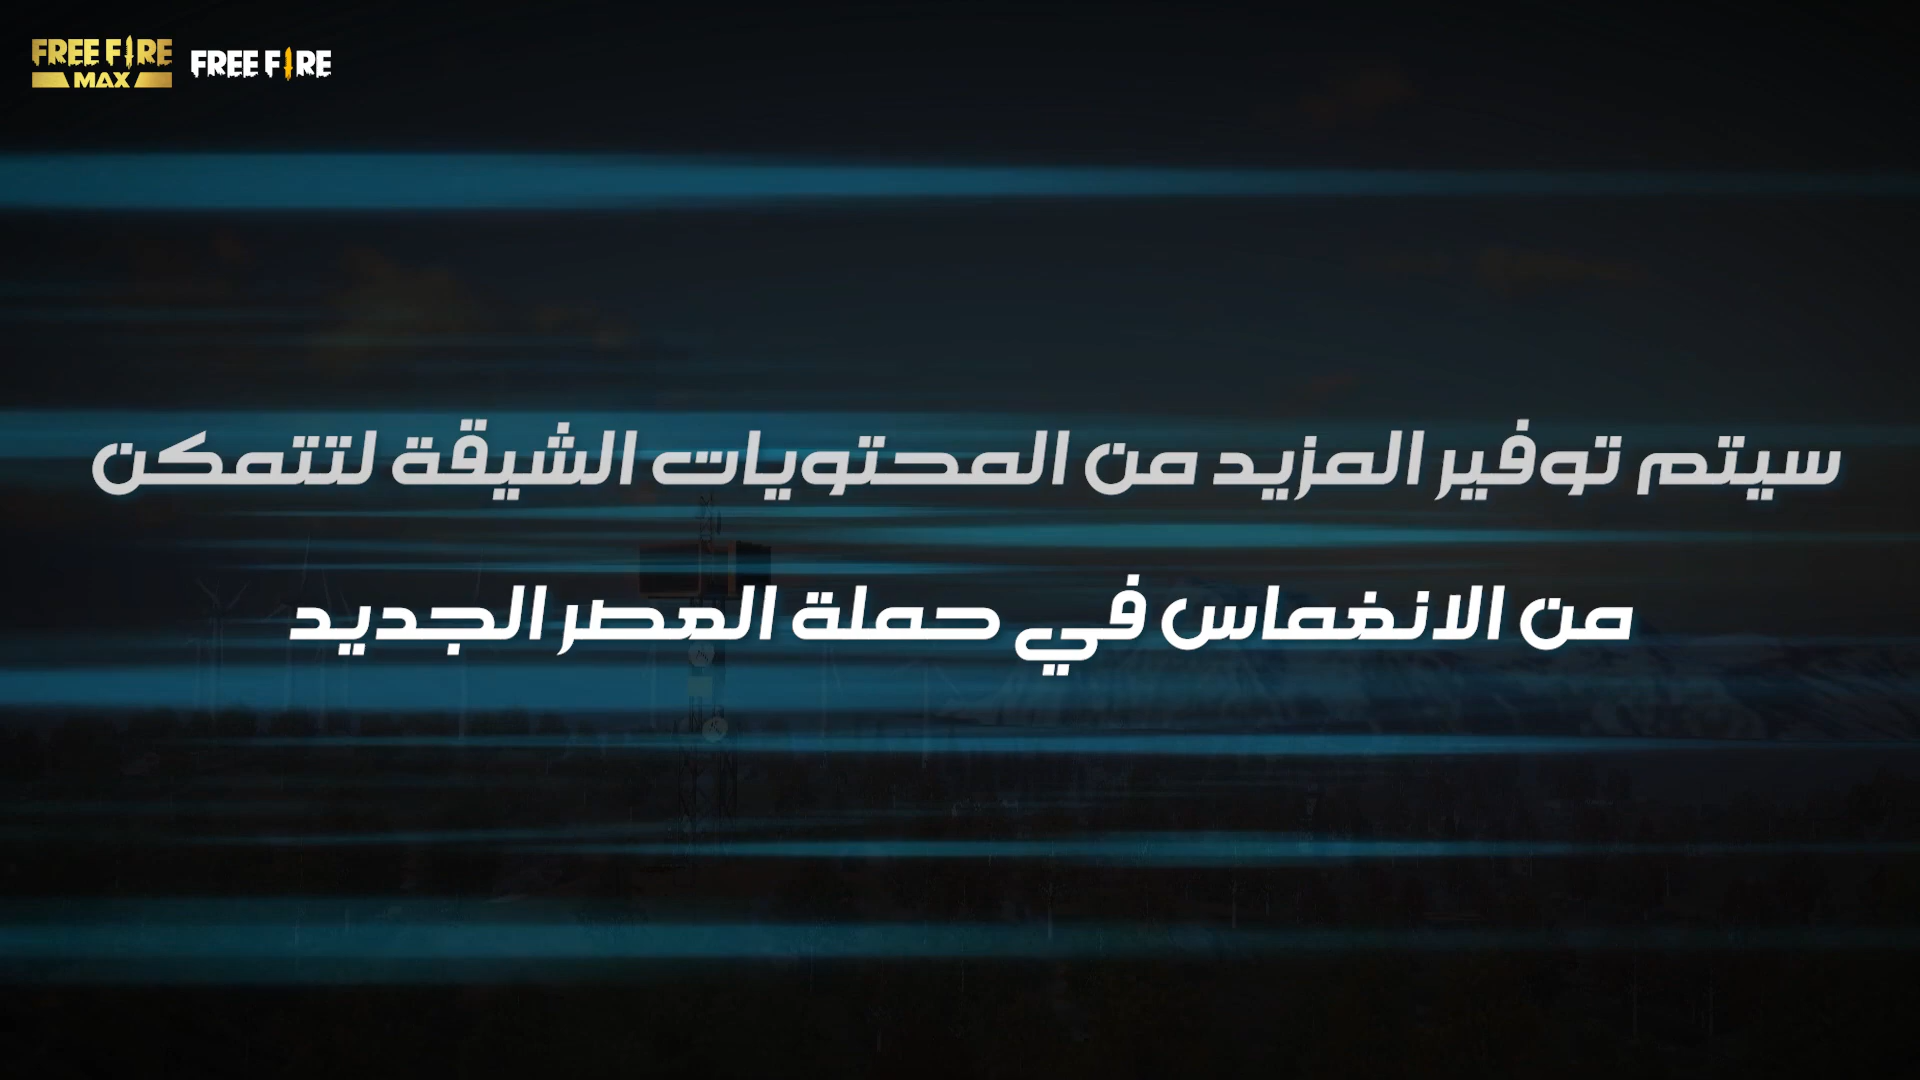 FREE FIRE
MAX
FREE FIRE
سيتم توفير المزيد من المحتويات الشيقة لتتمكن
من الانغماس في حملة العصر الجديد